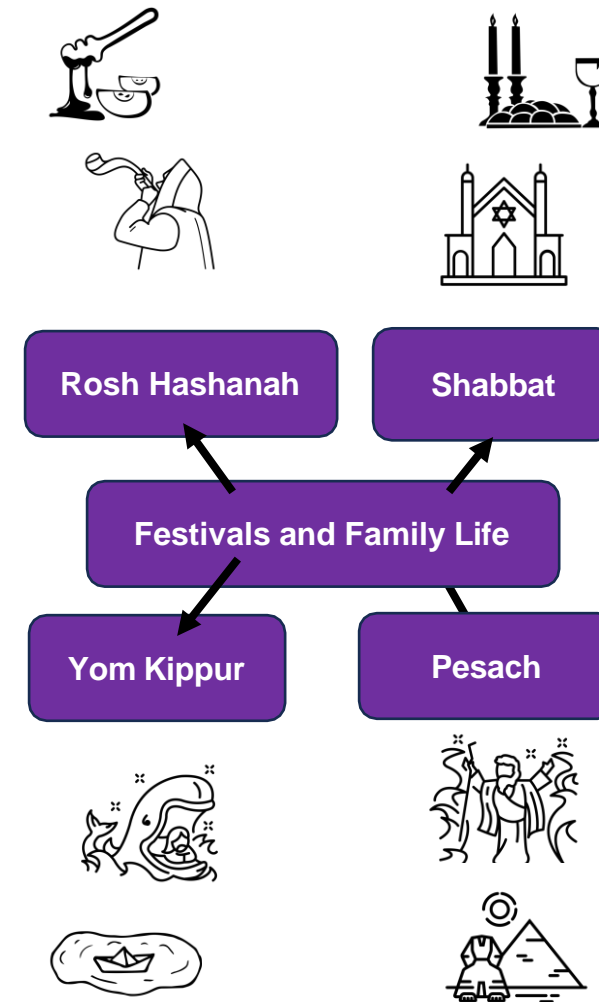 Rosh Hashanah
Shabbat
Festivals and Family Life
Yom Kippur
Pesach